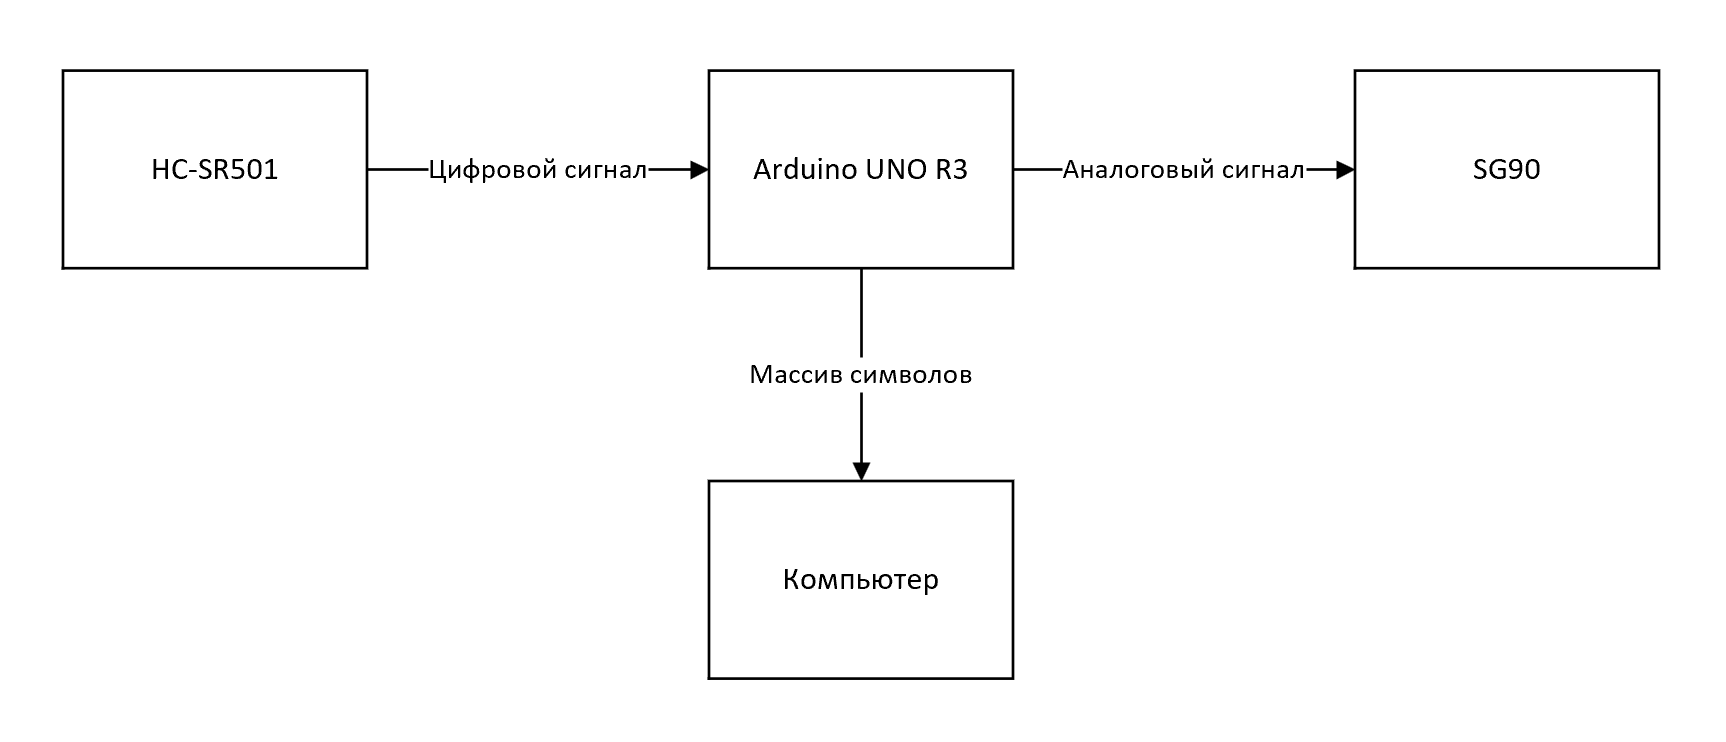 HC-SR501
Цифровой сигнал
Arduino UNO R3
Аналоговый сигнал
SG90
Массив символов
Компьютер